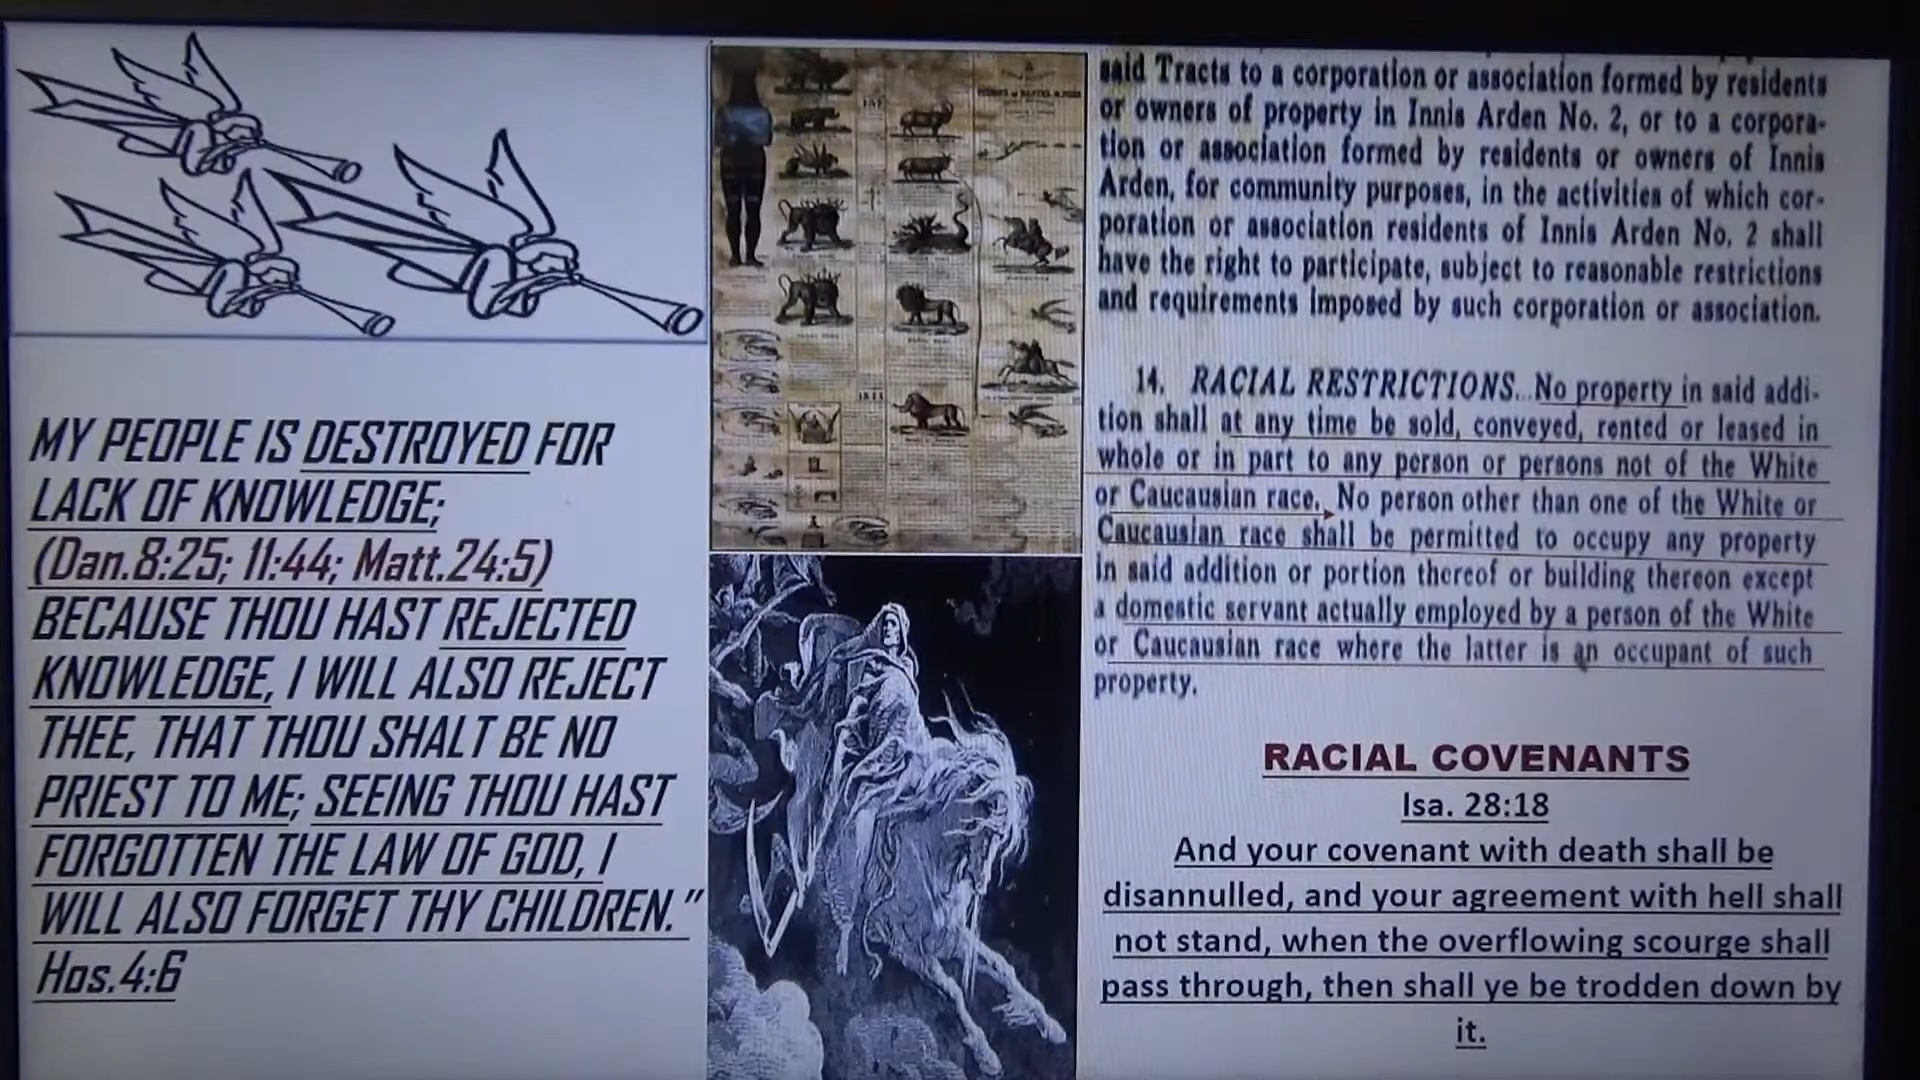 MY PEOPLE IS DESTROYED FOR
LACK OF KNOWLEDGE;
(Dan.8:25; 11:44; Matt.24:5)
BECAUSE THOU HAST REJECTED
KNOWLEDGE, I WILL ALSO REJECT
THEE, THAT THOU SHALT BE NO
PRIEST TO ME; SEEING THOU HAST
FORGOTTEN THE LAW OF GOD, I
WILL ALSO FORGET THY CHILDREN.”
Hos.4:6
said Tracts to a corporation or association formed by residents
or owners of property in Innis Arden No. 2, or to a corpora-
tion or association formed by residents or owners of Innis
Arden, for community purposes, in the activities of which cor-
poration or association residents of Innis Arden No. 2 shall
have the right to participate, subject to reasonable restrictions
and requirements imposed by such corporation or association.
14. RACIAL RESTRICTIONS. No property in said addi-
tion shall at any time be sold, conveyed, rented or leased in
whole or in part to any person or persons not of the White
or Caucausian race. No person other than one of the White or
Caucausian race shall be permitted to occupy any property
in said addition or portion thereof or building thereon except
a domestic servant actually employed by a person of the White
or Caucausian race where the latter is an occupant of such
property.
RACIAL COVENANTS
Isa. 28:18
And your covenant with death shall be
disannulled, and your agreement with hell shall
not stand, when the overflowing scourge shall
pass through, then shall ye be trodden down by
it.